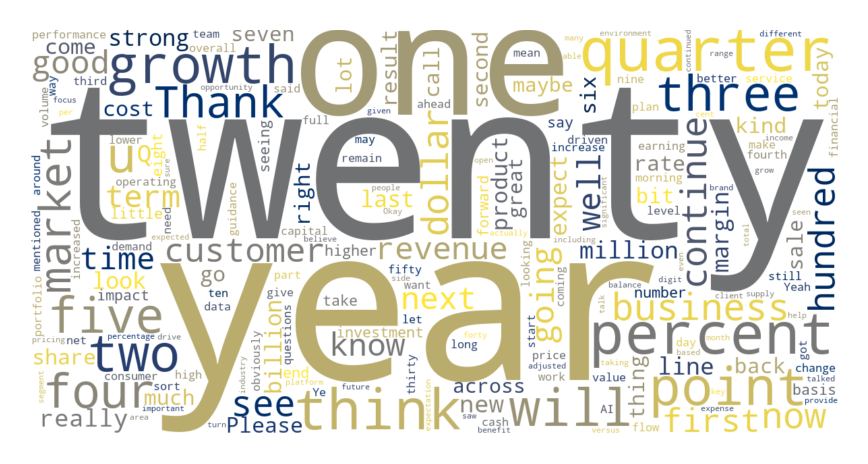 performance
many
environment
continued
different
team
able
range
strong
seven
come
good
growth
third
overall
way
volume
focus
per
opportunity
said
cost
Thank
given
one
lot
result
call
ahead
second
mean
maybe
quarter
six
nine
better
service
plan
three
today
financial
twenty
lower
half
full
seeing
may
remain
right
dollar
say
driven
increase
earning
cent
income
make
fourth
kind
rate
morning
grow
market
u
Q
eight
sure
operating
guidance
term
little
need
increased
expected
capital
believe
people
Okay
last
open
actually
forward
product
great
including
expect
well
significant
bit
level
brand
seen
total
continue
margin
sale
hundred
mentioned
around
time
demand
customer
higher
revenue
looking
going
million
even
number
still
Yeah
portfolio
look
impact
go
ten
data
part
fifty
side
give
want
take
next
coming
balance
digit
client
supply
talk
business
help
pricing
net
percentage
drive
five
year
billion
questions
let
investment
start
price
adjusted
month
day
based
taking
percent
got
talked
change
provide
share
consumer
sort
high
obviously
end
thirty
know
forty
long
work
value
thing
line
back
basis
segment
two
four
much
industry
platform
Ye
future
expectation
across
new
AI
key
point
important
really
area
turn
see
Please
think
saw
benefit
cash
versus
will
flow
expense
first
now